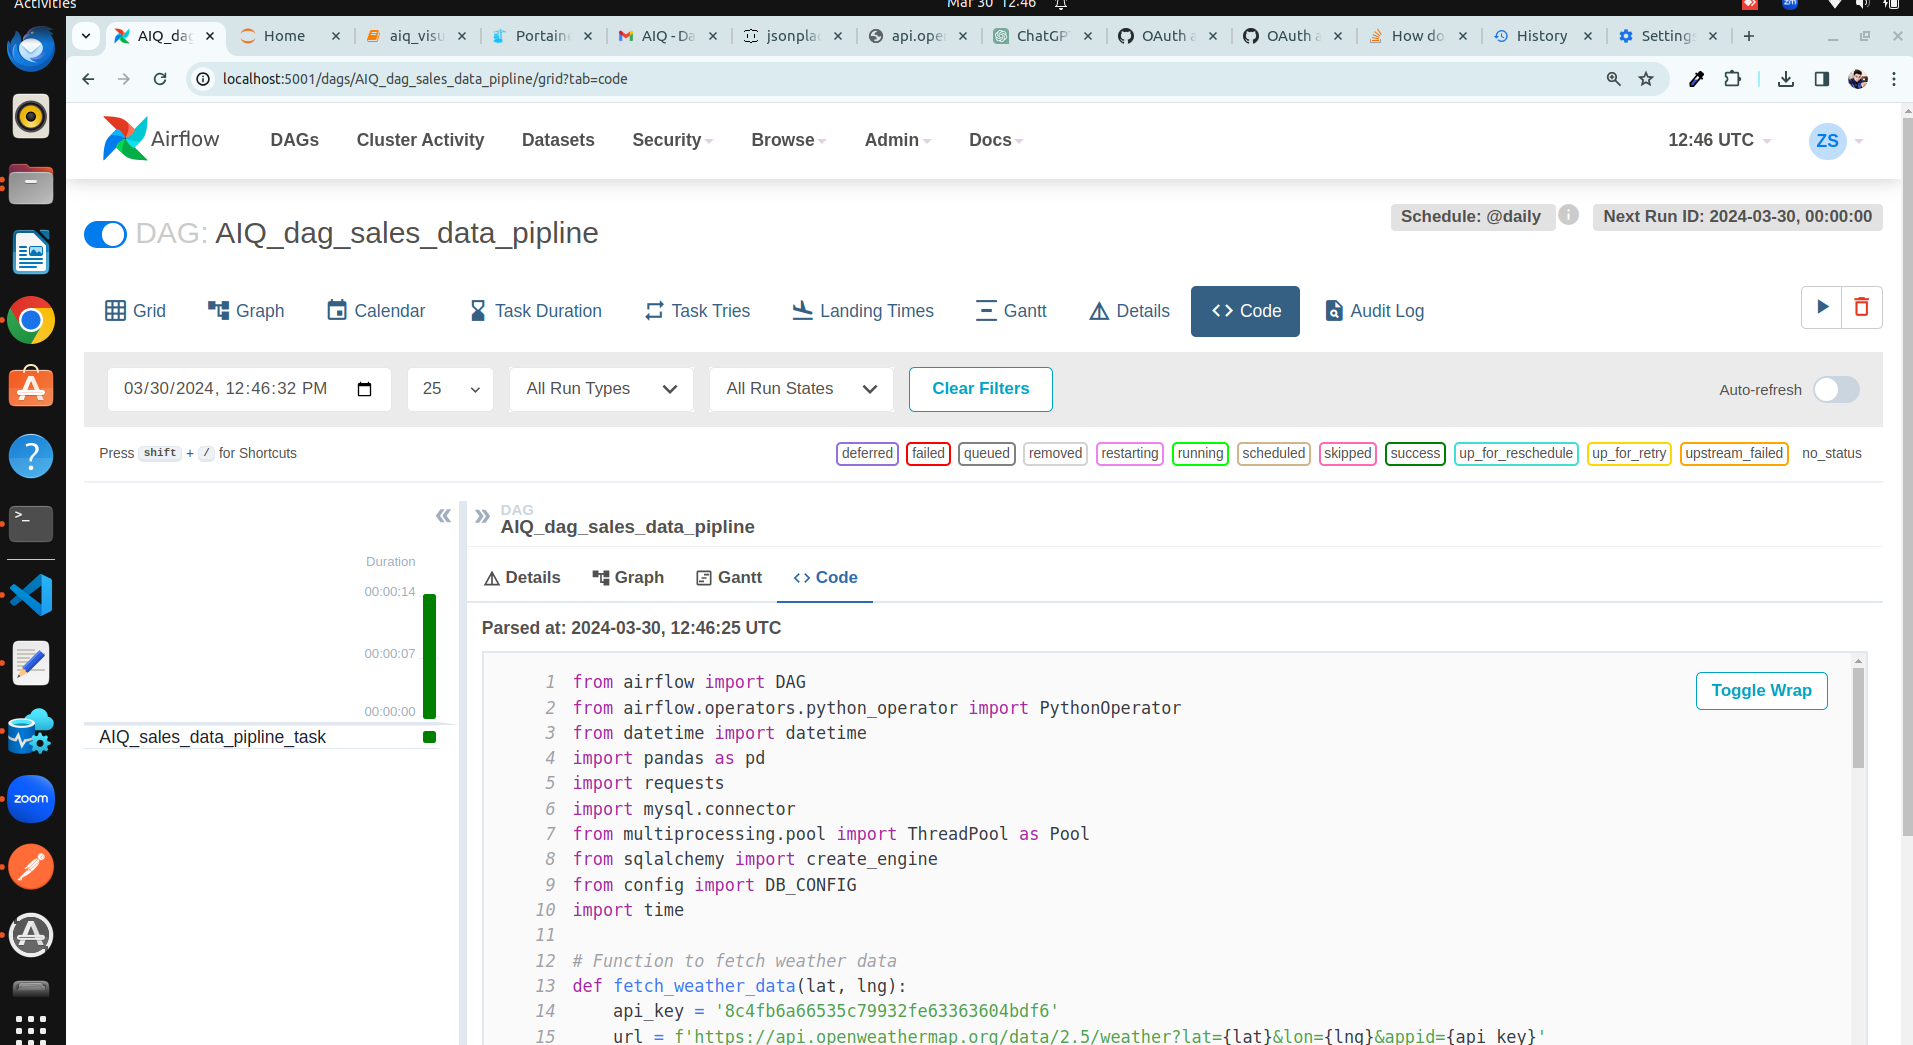 Activities
Mar 30 12:46
AIQ_dag
Home
aiq_visu
Portaine
AIQ - Da
jsonplac
api.ope
ChatGP
OAuth a
OAuth a
How do
History
Settings
localhost:5001/dags/AIQ_dag_sales_data_pipline/grid?tab=code
Airflow
DAGs
Cluster Activity
Datasets
Security
Browse
Admin
Docs
12:46 UTC
ZS
DAG: AIQ_dag_sales_data_pipline
Schedule: @daily
Next Run ID: 2024-03-30, 00:00:00
Grid
Graph
Calendar
Task Duration
Task Tries
Landing Times
Gantt
Details
Code
Audit Log
03/30/2024, 12:46:32 PM
25
All Run Types
All Run States
Clear Filters
Auto-refresh
Press shift + / for Shortcuts
deferred
failed
queued
removed
restarting
running
scheduled
skipped
success
up_for_reschedule
up_for_retry
upstream_failed
no_status
Duration
00:00:14
00:00:07
00:00:00
AIQ_sales_data_pipline_task
DAG
AIQ_dag_sales_data_pipline
Details
Graph
Gantt
Code
Parsed at: 2024-03-30, 12:46:25 UTC
Toggle Wrap
1 from airflow import DAG
2 from airflow.operators.python_operator import PythonOperator
3 from datetime import datetime
4 import pandas as pd
5 import requests
6 import mysql.connector
7 from multiprocessing.pool import ThreadPool as Pool
8 from sqlalchemy import create_engine
9 from config import DB_CONFIG
10 import time
11
12 # Function to fetch weather data
13 def fetch_weather_data(lat, lng):
14 api_key = '8c4fb6a66535c79932fe63363604bdf6'
15 url = f'https://api.openweathermap.org/data/2.5/weather?lat={lat}&lon={lng}&appid={api_key}'
zoom